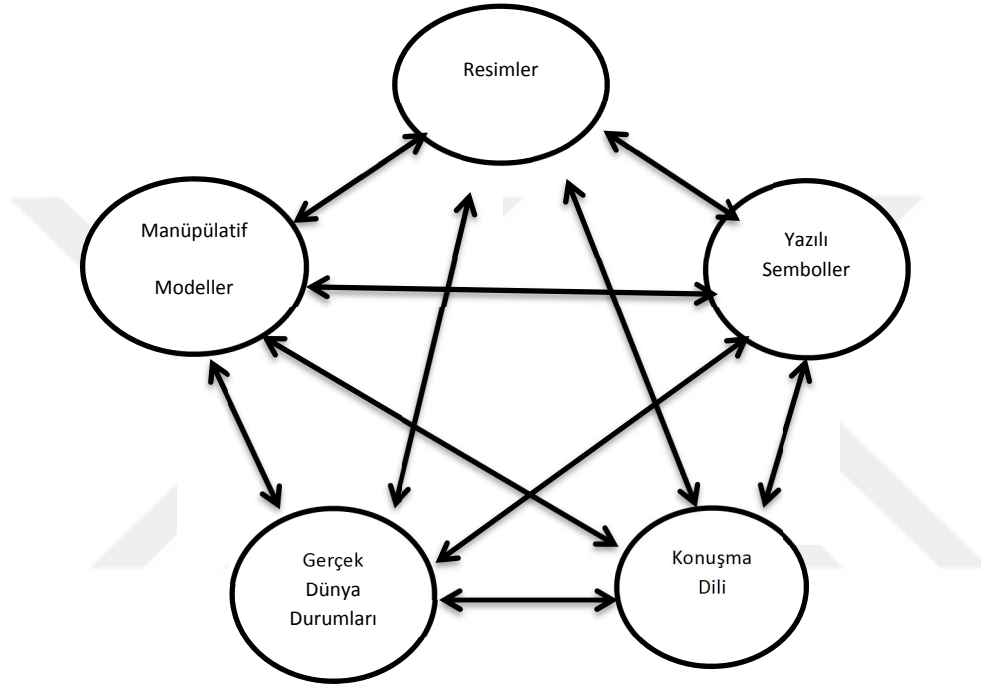 Resimler
Manüpülatif
Modeller
Yazılı
Semboller
Gerçek
Dünya
Durumları
Konuşma
Dili